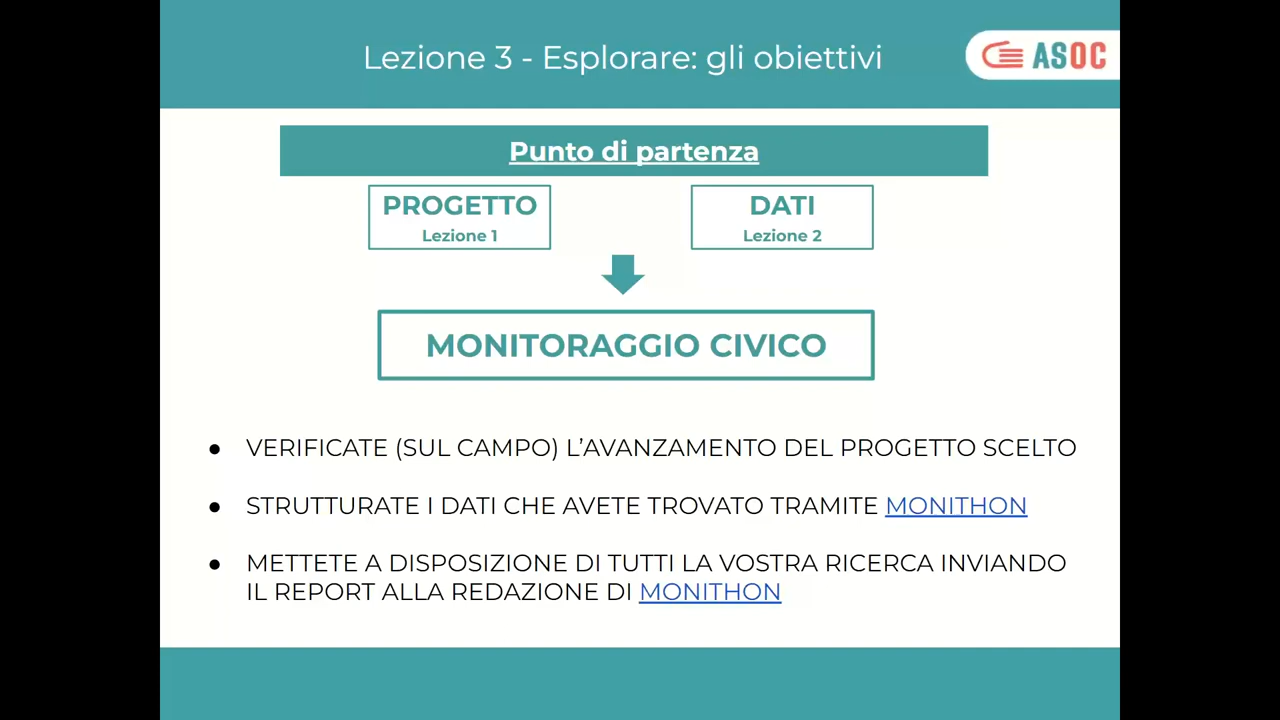 Lezione 3 - Esplorare: gli obiettivi
ASOC
Punto di partenza
PROGETTO
Lezione 1
DATI
Lezione 2
MONITORAGGIO CIVICO
● VERIFICATE (SUL CAMPO) L’AVANZAMENTO DEL PROGETTO SCELTO
● STRUTTURATE I DATI CHE AVETE TROVATO TRAMITE MONITHON
● METTETE A DISPOSIZIONE DI TUTTI LA VOSTRA RICERCA INVIANDO
IL REPORT ALLA REDAZIONE DI MONITHON